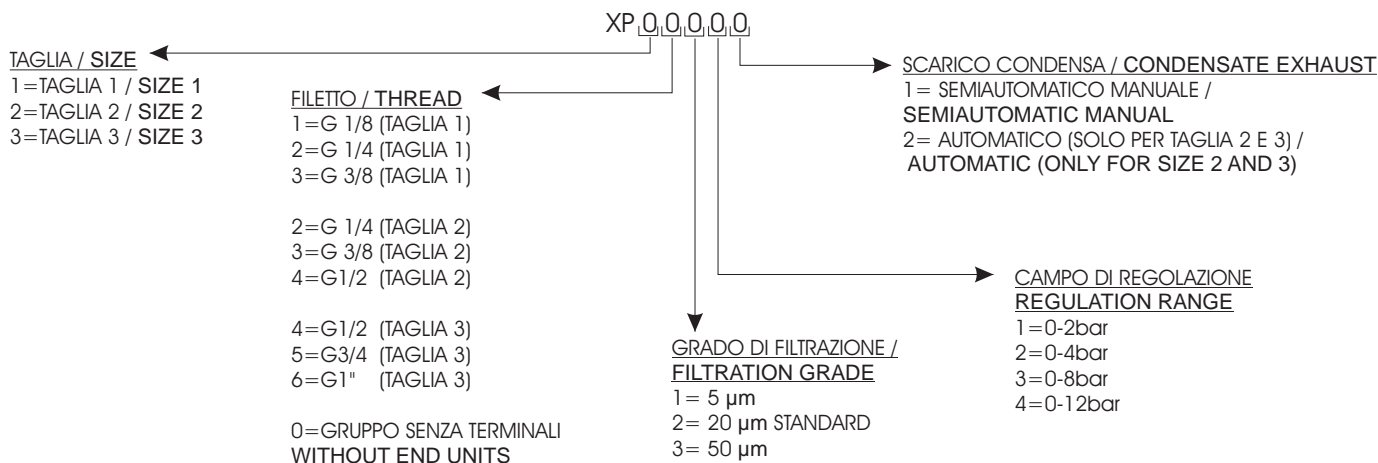 XP 0 0 0 0 0
TAGLIA / SIZE
1=TAGLIA 1 / SIZE 1
2=TAGLIA 2 / SIZE 2
3=TAGLIA 3 / SIZE 3
FILETTO / THREAD
1=G 1/8 (TAGLIA 1)
2=G 1/4 (TAGLIA 1)
3=G 3/8 (TAGLIA 1)
2=G 1/4 (TAGLIA 2)
3=G 3/8 (TAGLIA 2)
4=G1/2 (TAGLIA 2)
4=G1/2 (TAGLIA 3)
5=G3/4 (TAGLIA 3)
6=G1" (TAGLIA 3)
0=GRUPPO SENZA TERMINALI
WITHOUT END UNITS
GRADO DI FILTRAZIONE /
FILTRATION GRADE
1= 5 µm
2= 20 µm STANDARD
3= 50 µm
CAMPO DI REGOLAZIONE
REGULATION RANGE
1=0-2bar
2=0-4bar
3=0-8bar
4=0-12bar
SCARICO CONDENSA / CONDENSATE EXHAUST
1= SEMIAUTOMATICO MANUALE /
SEMIAUTOMATIC MANUAL
2= AUTOMATICO (SOLO PER TAGLIA 2 E 3) /
AUTOMATIC (ONLY FOR SIZE 2 AND 3)